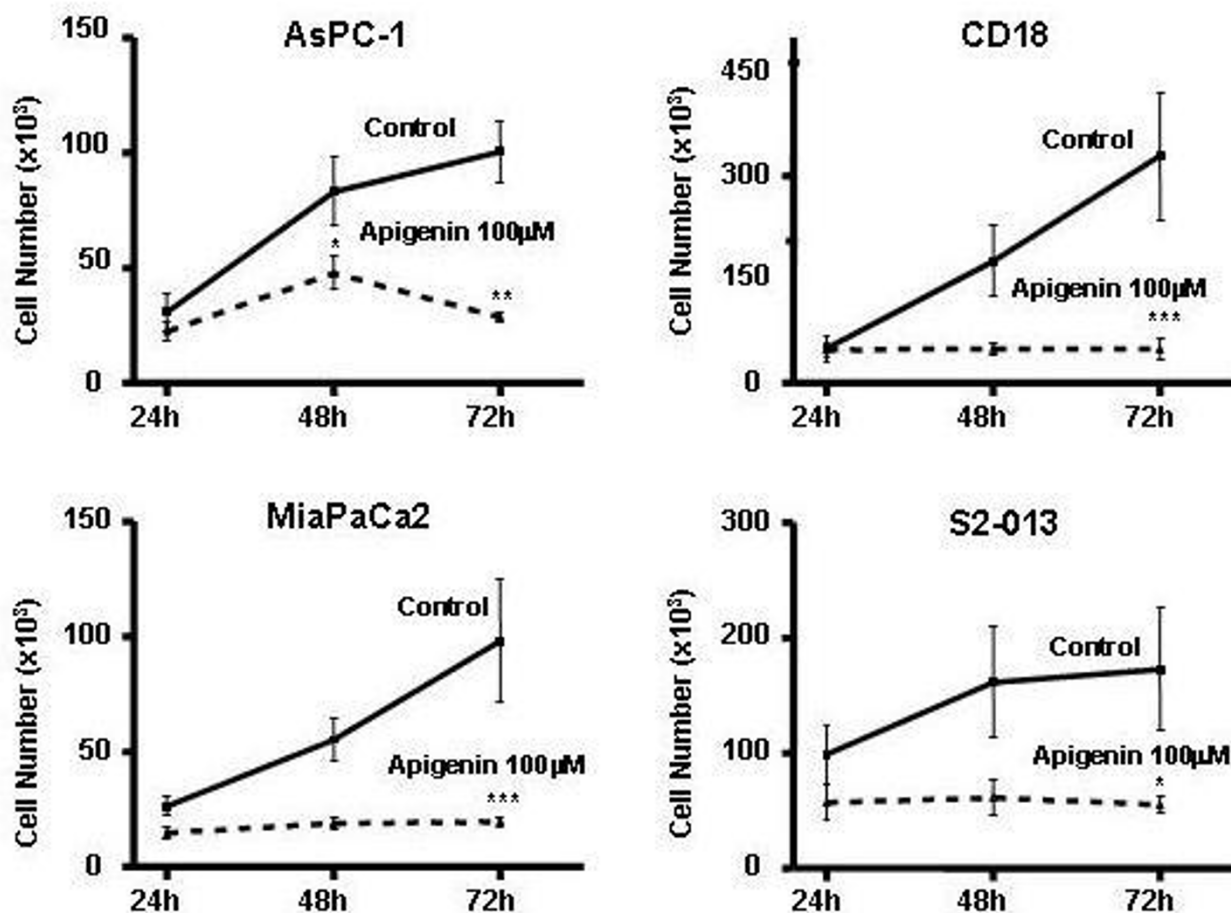 AsPC-1
150
100
50
0
Cell Number (x10³)
Control
Apigenin 100µM
*
**
24h 48h 72h
CD18
450
300
150
0
Cell Number (x10³)
Control
Apigenin 100µM
***
24h 48h 72h
MiaPaCa2
150
100
50
0
Cell Number (x10³)
Control
Apigenin 100µM
***
24h 48h 72h
S2-013
300
200
100
0
Cell Number (x10³)
Control
Apigenin 100µM
*
24h 48h 72h